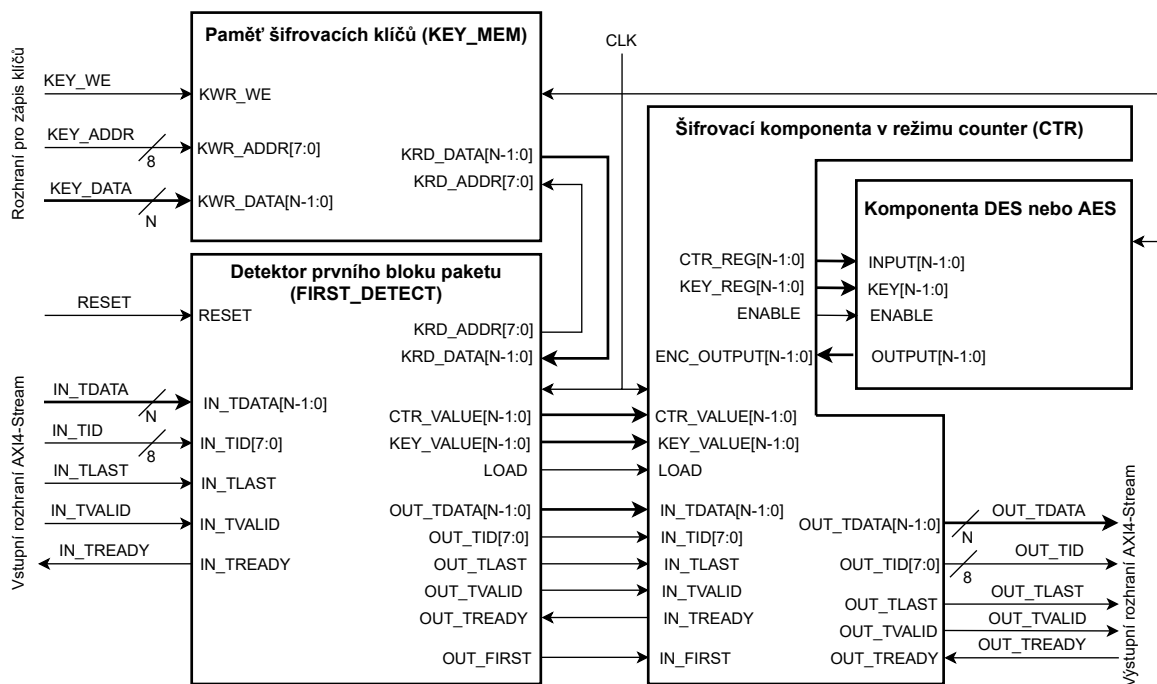 Paměť šifrovacích klíčů (KEY_MEM)
CLK
Rozhraní pro zápis klíčů
KEY_WE
KWR_WE
KEY_ADDR
8
KWR_ADDR[7:0]
KEY_DATA
N
KWR_DATA[N-1:0]
KRD_DATA[N-1:0]
KRD_ADDR[7:0]
Šifrovací komponenta v režimu counter (CTR)
Komponenta DES nebo AES
CTR_REG[N-1:0]
INPUT[N-1:0]
KEY_REG[N-1:0]
KEY[N-1:0]
ENABLE
ENABLE
ENC_OUTPUT[N-1:0]
OUTPUT[N-1:0]
Detektor prvního bloku paketu
(FIRST_DETECT)
RESET
RESET
KRD_ADDR[7:0]
KRD_DATA[N-1:0]
Vstupní rozhraní AXI4-Stream
IN_TDATA
N
IN_TDATA[N-1:0]
IN_TID
8
IN_TID[7:0]
IN_TLAST
IN_TLAST
IN_TVALID
IN_TVALID
IN_TREADY
IN_TREADY
CTR_VALUE[N-1:0]
CTR_VALUE[N-1:0]
KEY_VALUE[N-1:0]
KEY_VALUE[N-1:0]
LOAD
LOAD
OUT_TDATA[N-1:0]
IN_TDATA[N-1:0]
OUT_TID[7:0]
IN_TID[7:0]
OUT_TLAST
IN_TLAST
OUT_TVALID
IN_TVALID
OUT_TREADY
IN_TREADY
OUT_FIRST
IN_FIRST
OUT_TDATA[N-1:0]
N
OUT_TDATA
OUT_TID[7:0]
8
OUT_TID
OUT_TLAST
OUT_TLAST
OUT_TVALID
OUT_TVALID
OUT_TREADY
OUT_TREADY
Výstupní rozhraní AXI4-Stream